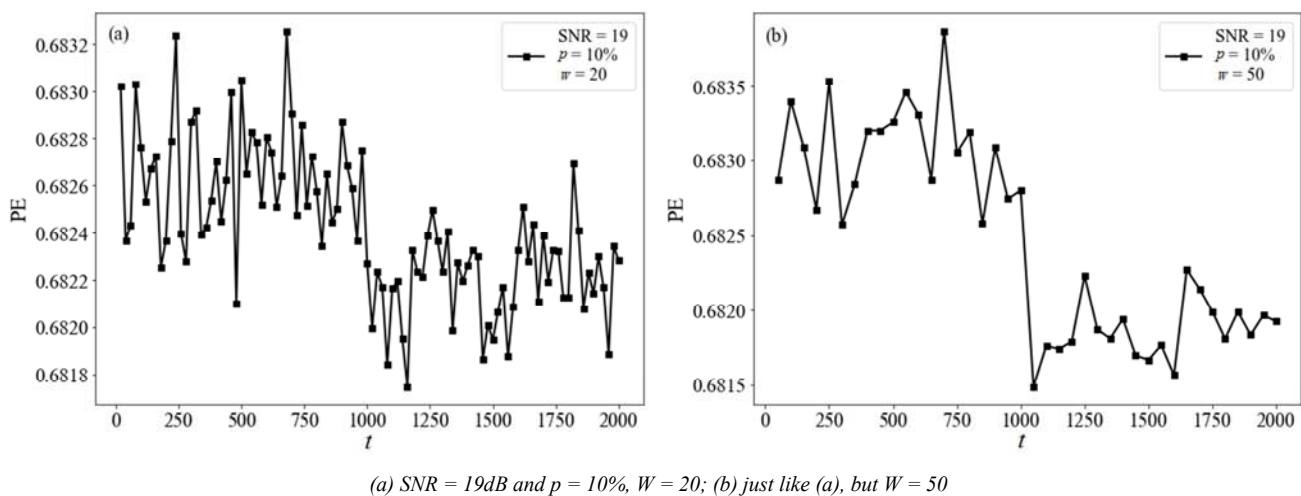 (a)
SNR = 19
p = 10%
w = 20
0.6832
0.6830
0.6828
0.6826
0.6824
0.6822
0.6820
0.6818
PE
0
250
500
750
1000
1250
1500
1750
2000
t
(b)
SNR = 19
p = 10%
w = 50
0.6835
0.6830
0.6825
0.6820
0.6815
PE
0
250
500
750
1000
1250
1500
1750
2000
t
(a) SNR = 19dB and p = 10%, W = 20; (b) just like (a), but W = 50